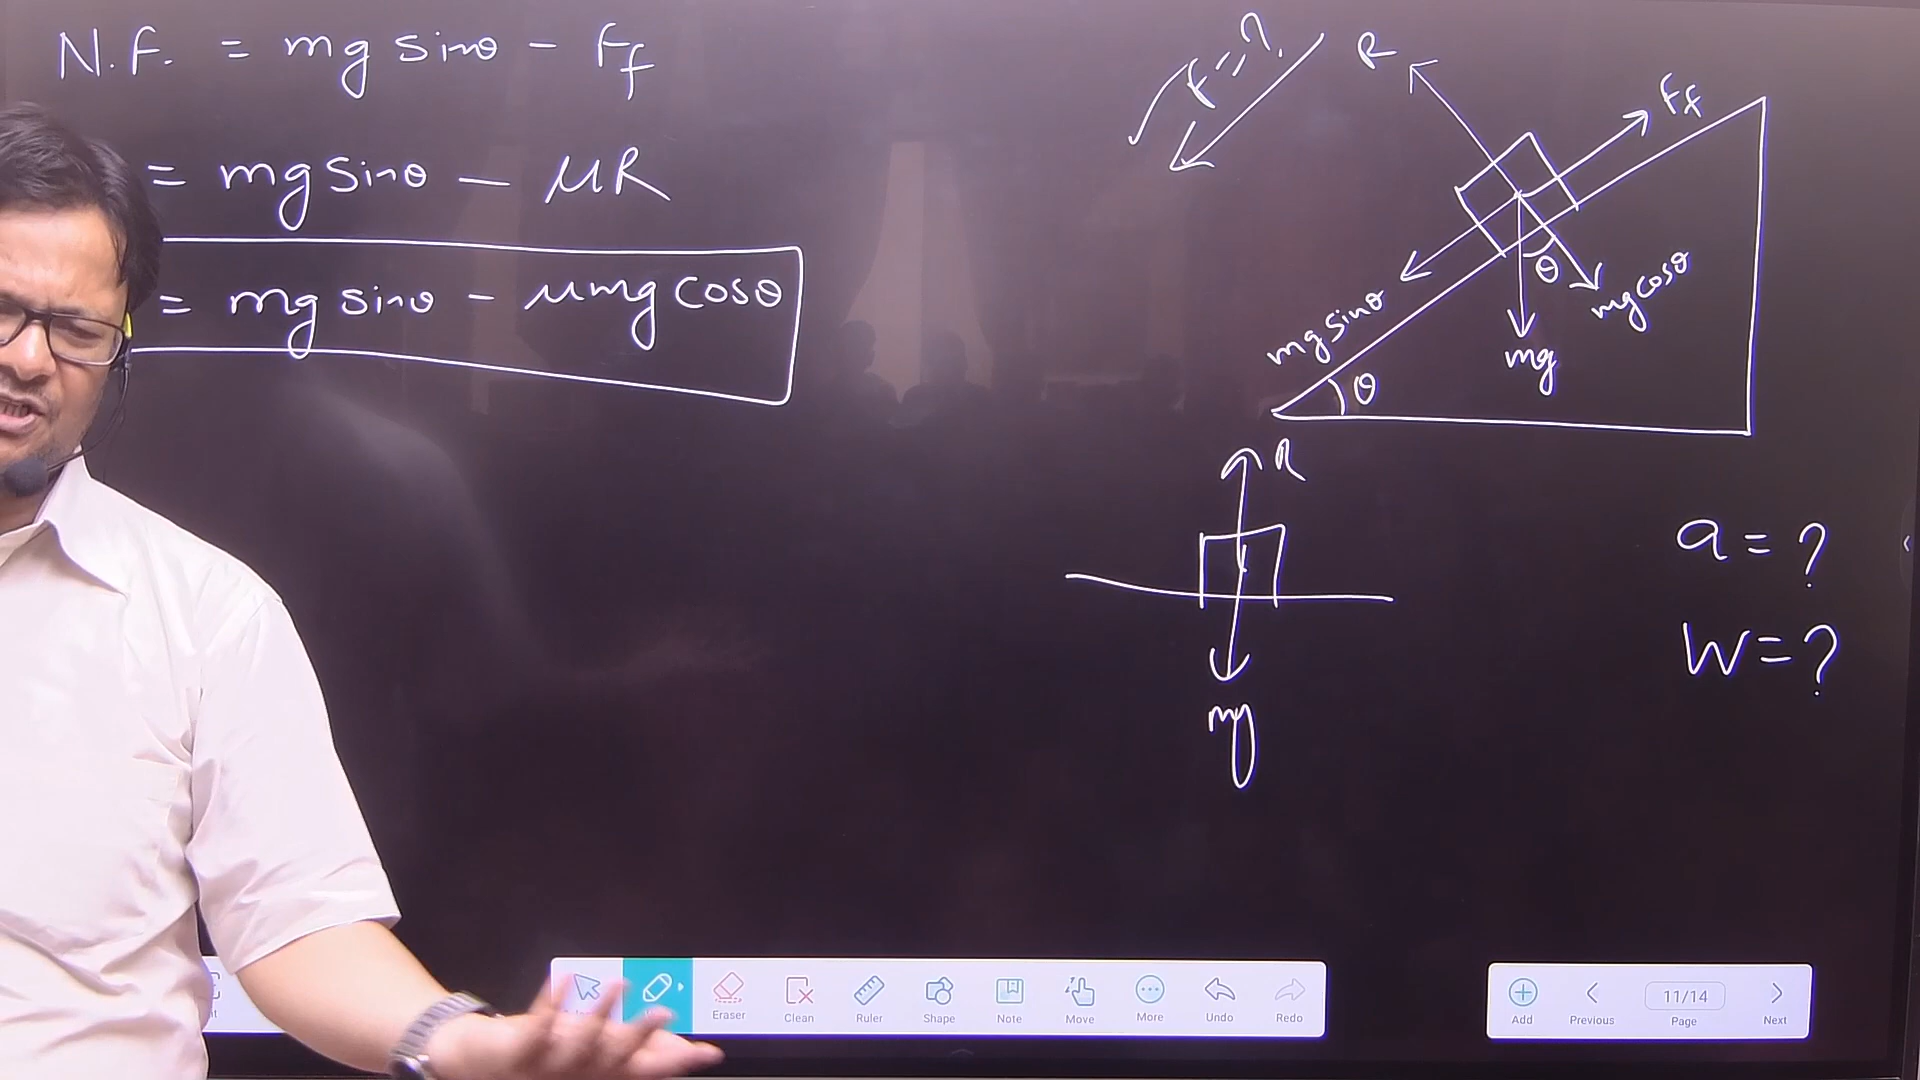 N.F. = mg sinθ - Ff
= mg sinθ - μR
= mg sinθ - μmg cosθ
F = ?
R
Ff
mg sinθ
θ
mg cosθ
mg
θ
R
mg
a = ?
W = ?
Eraser
Clean
Ruler
Shape
Note
Move
More
Undo
Redo
Add
Previous
11/14
Page
Next